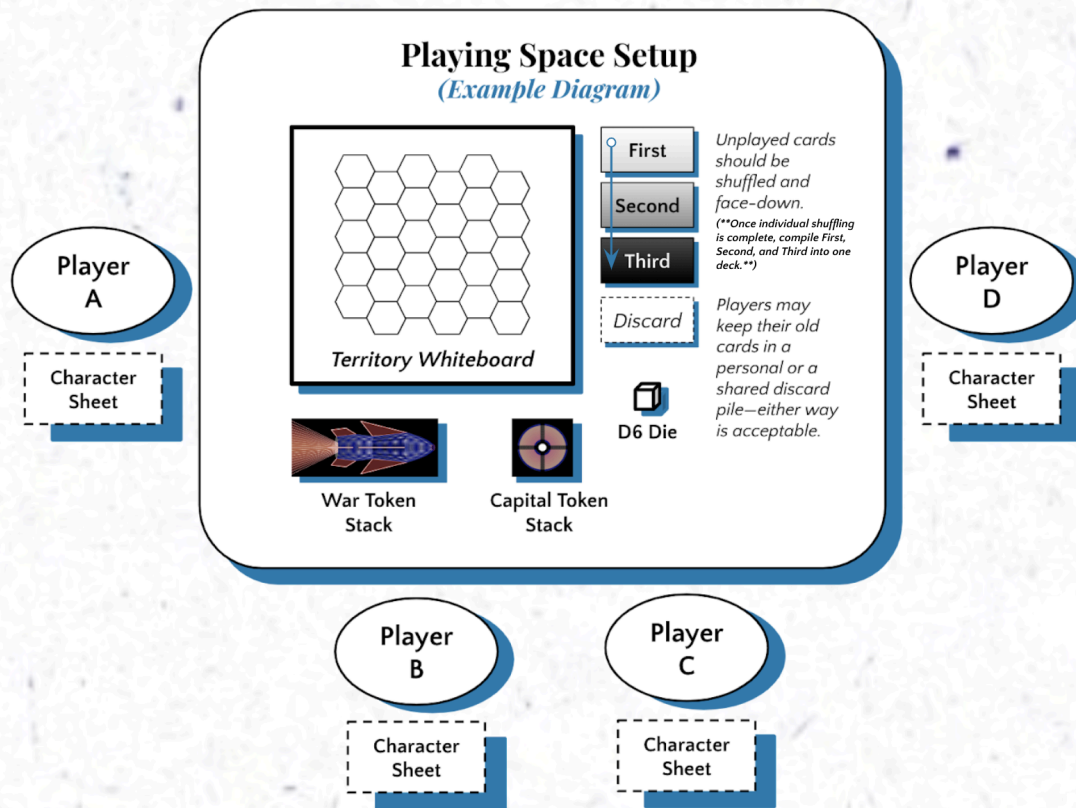 Playing Space Setup
(Example Diagram)
First
Second
Third
Discard
Unplayed cards
should be
shuffled and
face-down.
(**Once individual shuffling
is complete, compile First,
Second, and Third into one
deck.**)
Players may
keep their old
cards in a
personal or a
shared discard
pile—either way
is acceptable.
Territory Whiteboard
D6 Die
War Token
Stack
Capital Token
Stack
Player
A
Character
Sheet
Player
D
Character
Sheet
Player
B
Character
Sheet
Player
C
Character
Sheet